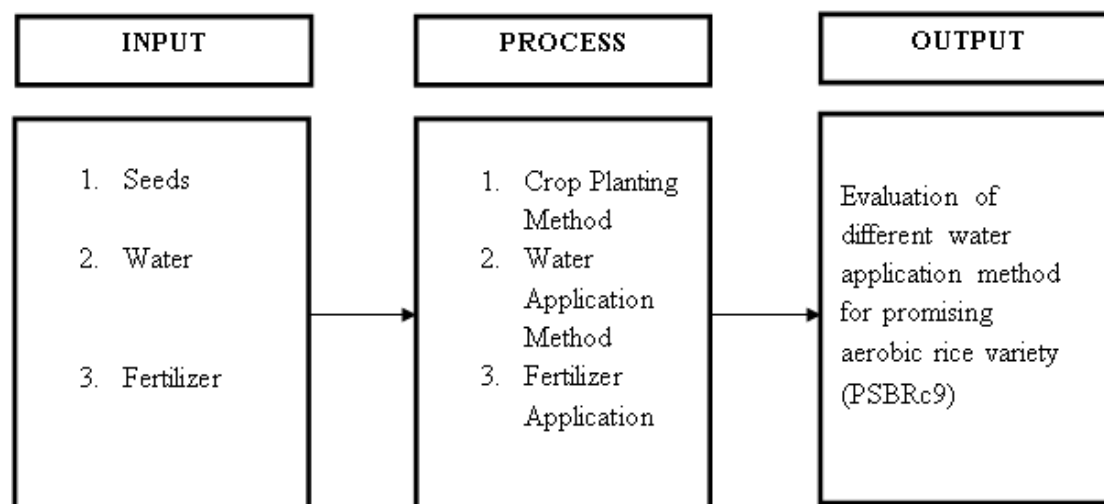 INPUT
PROCESS
OUTPUT
1. Seeds
2. Water
3. Fertilizer
1. Crop Planting
Method
2. Water
Application
Method
3. Fertilizer
Application
Evaluation of
different water
application method
for promising
aerobic rice variety
(PSBRc9)